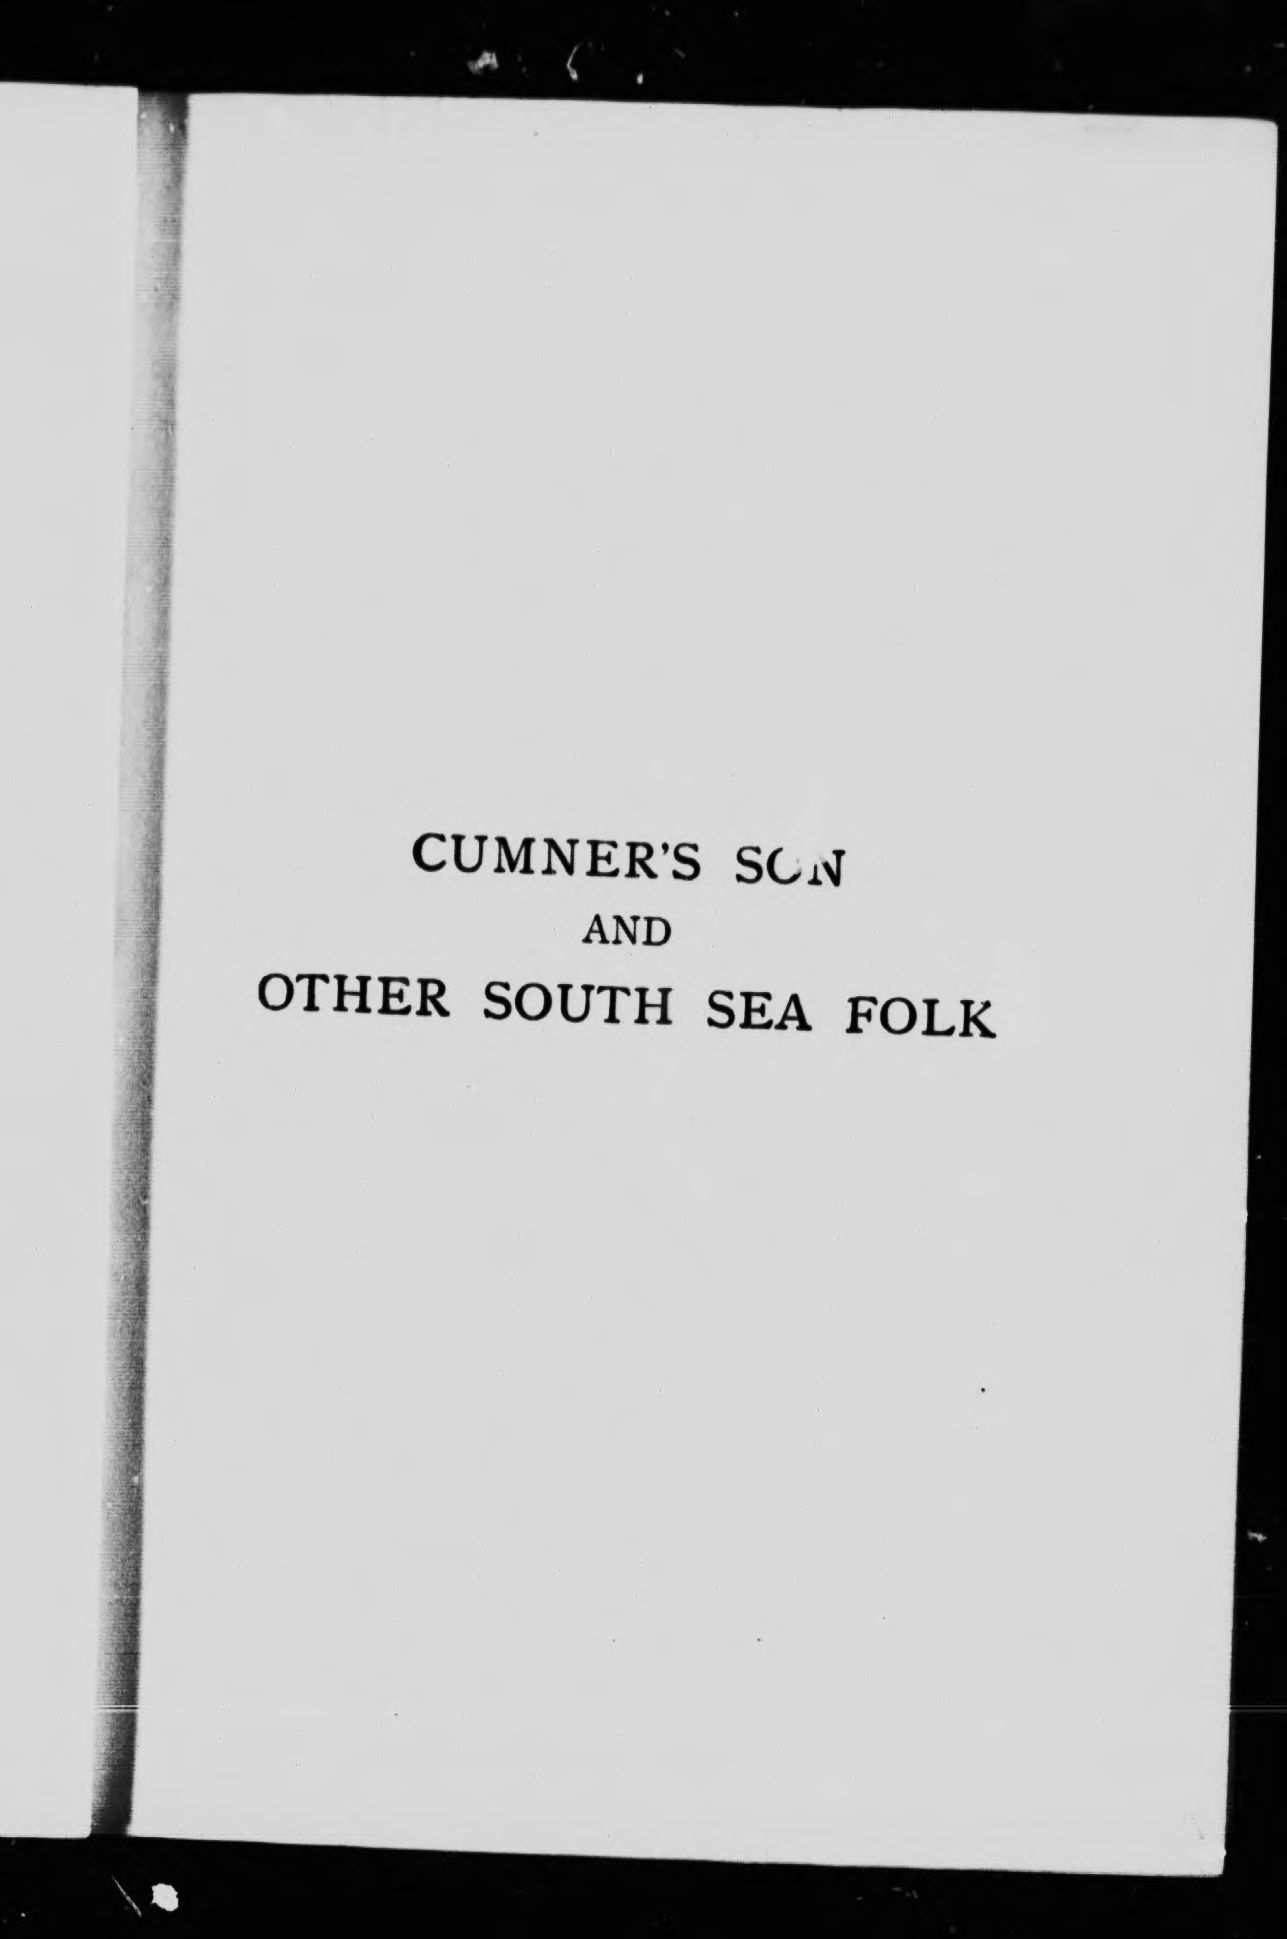 CUMNER'S SON
AND
OTHER SOUTH SEA FOLK